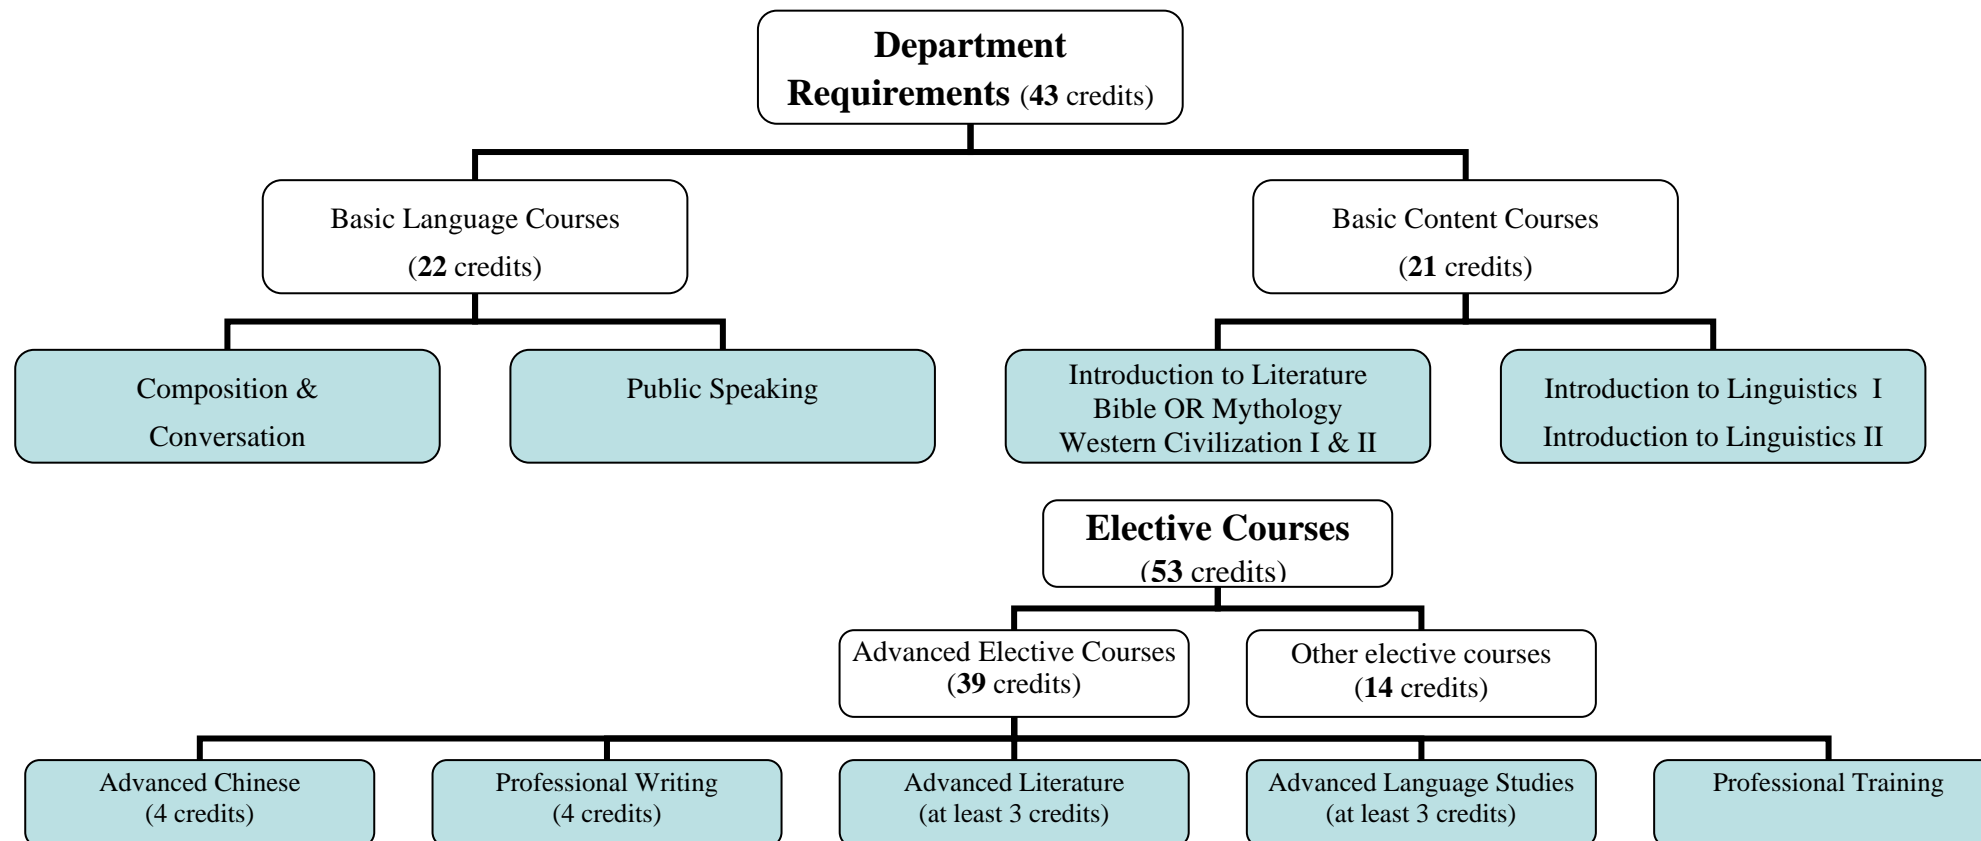 Department
Requirements (43 credits)
Basic Language Courses
(22 credits)
Basic Content Courses
(21 credits)
Composition &
Conversation
Public Speaking
Introduction to Literature
Bible OR Mythology
Western Civilization I & II
Introduction to Linguistics I
Introduction to Linguistics II
Elective Courses
(53 credits)
Advanced Elective Courses
(39 credits)
Other elective courses
(14 credits)
Advanced Chinese
(4 credits)
Professional Writing
(4 credits)
Advanced Literature
(at least 3 credits)
Advanced Language Studies
(at least 3 credits)
Professional Training